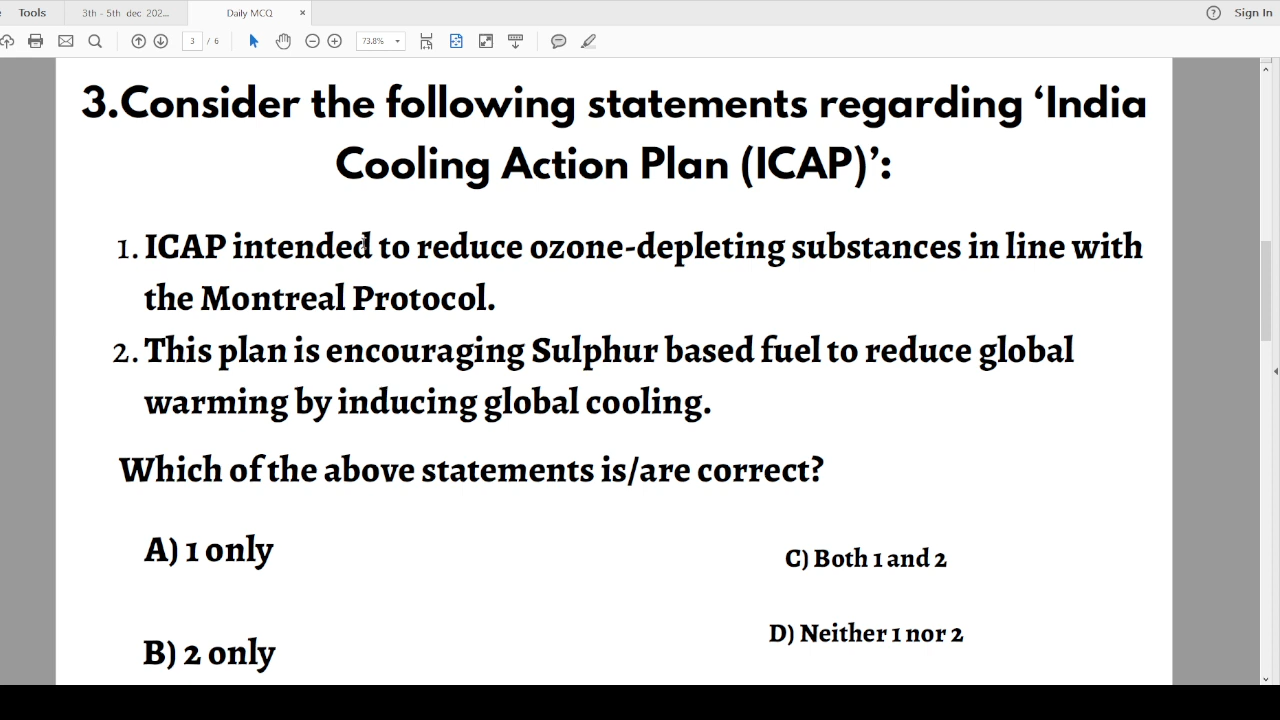 Tools
3th - 5th dec 202...
Daily MCQ
Sign In
3 / 6
73.8%
3.Consider the following statements regarding ‘India
Cooling Action Plan (ICAP)’:
1. ICAP intended to reduce ozone-depleting substances in line with
the Montreal Protocol.
2. This plan is encouraging Sulphur based fuel to reduce global
warming by inducing global cooling.
Which of the above statements is/are correct?
A) 1 only
C) Both 1 and 2
D) Neither 1 nor 2
B) 2 only